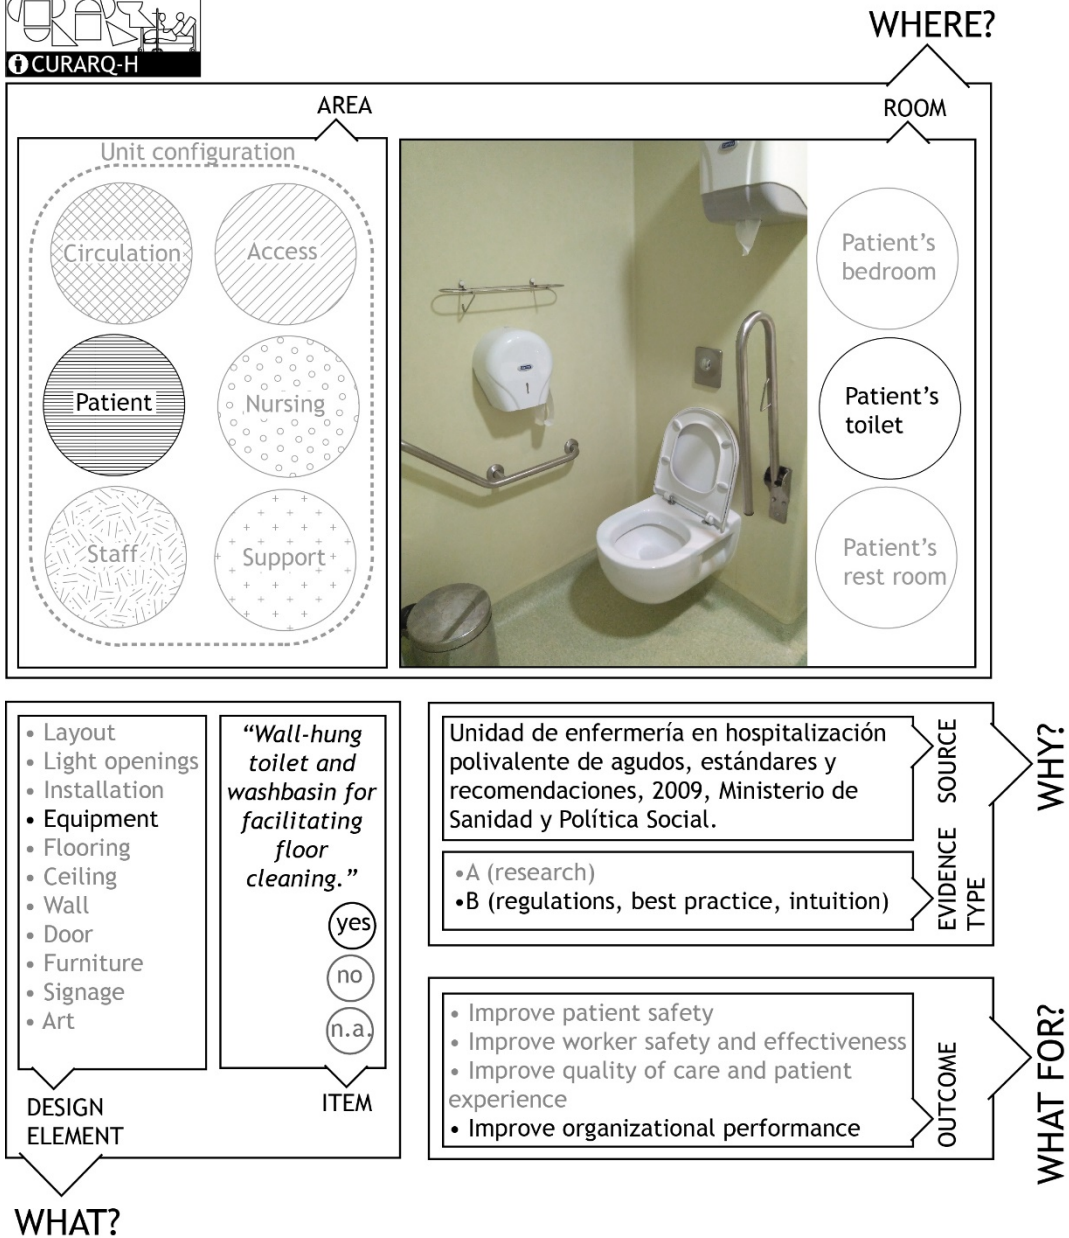 CURARQ-H
WHERE?
AREA
ROOM
Unit configuration
Circulation
Access
Patient
Nursing
Staff
Support
Patient's
bedroom
Patient's
toilet
Patient's
rest room
• Layout
• Light openings
• Installation
• Equipment
• Flooring
• Ceiling
• Wall
• Door
• Furniture
• Signage
• Art
DESIGN
ELEMENT
WHAT?
“Wall-hung
toilet and
washbasin for
facilitating
floor
cleaning.”
yes
no
n.a.
ITEM
Unidad de enfermería en hospitalización
polivalente de agudos, estándares y
recomendaciones, 2009, Ministerio de
Sanidad y Política Social.
SOURCE
•A (research)
•B (regulations, best practice, intuition)
EVIDENCE
TYPE
WHY?
• Improve patient safety
• Improve worker safety and effectiveness
• Improve quality of care and patient
experience
• Improve organizational performance
OUTCOME
WHAT FOR?